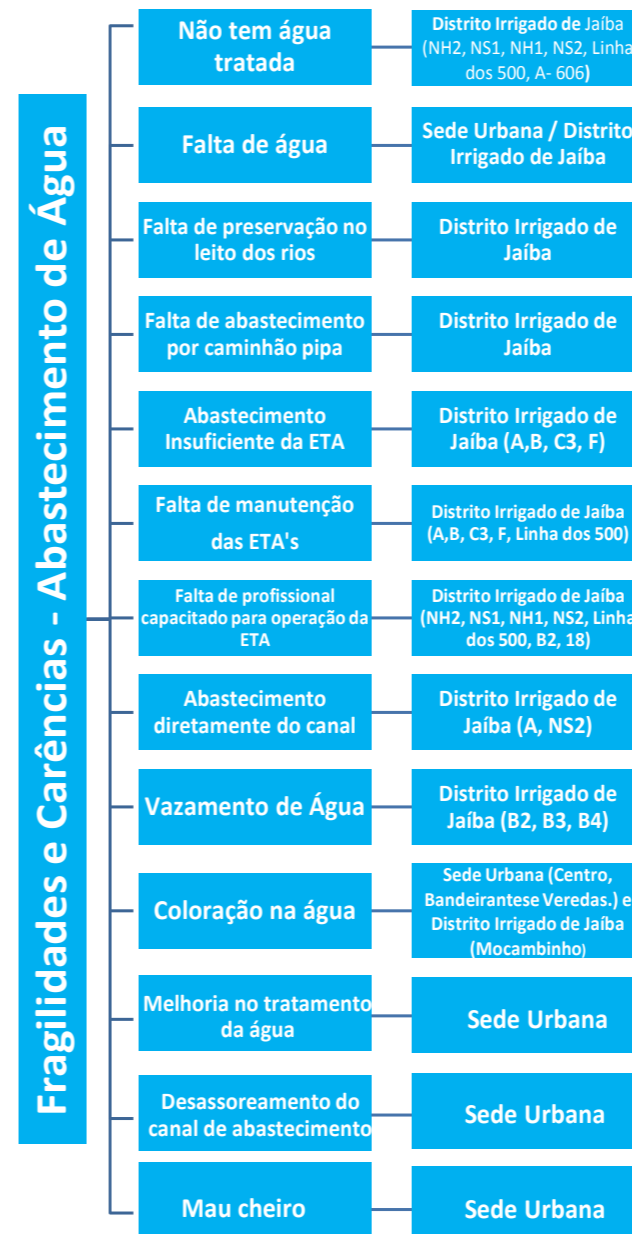 Fragilidades e Carências - Abastecimento de Água
Não tem água
tratada
Distrito Irrigado de Jaíba
(NH2, NS1, NH1, NS2, Linha
dos 500, A- 606)
Falta de água
Sede Urbana / Distrito
Irrigado de Jaíba
Falta de preservação no
leito dos rios
Distrito Irrigado de
Jaíba
Falta de abastecimento
por caminhão pipa
Distrito Irrigado de
Jaíba
Abastecimento
Insuficiente da ETA
Distrito Irrigado de
Jaíba (A,B, C3, F)
Falta de manutenção
das ETA's
Distrito Irrigado de Jaíba
(A,B, C3, F, Linha dos 500)
Falta de profissional
capacitado para operação da
ETA
Distrito Irrigado de Jaíba
(NH2, NS1, NH1, NS2, Linha
dos 500, B2, 18)
Abastecimento
diretamente do canal
Distrito Irrigado de
Jaíba (A, NS2)
Vazamento de Água
Distrito Irrigado de
Jaíba (B2, B3, B4)
Coloração na água
Sede Urbana (Centro,
Bandeirantese Veredas.) e
Distrito Irrigado de Jaíba
(Mocambinho)
Melhoria no tratamento
da água
Sede Urbana
Desassoreamento do
canal de abastecimento
Sede Urbana
Mau cheiro
Sede Urbana